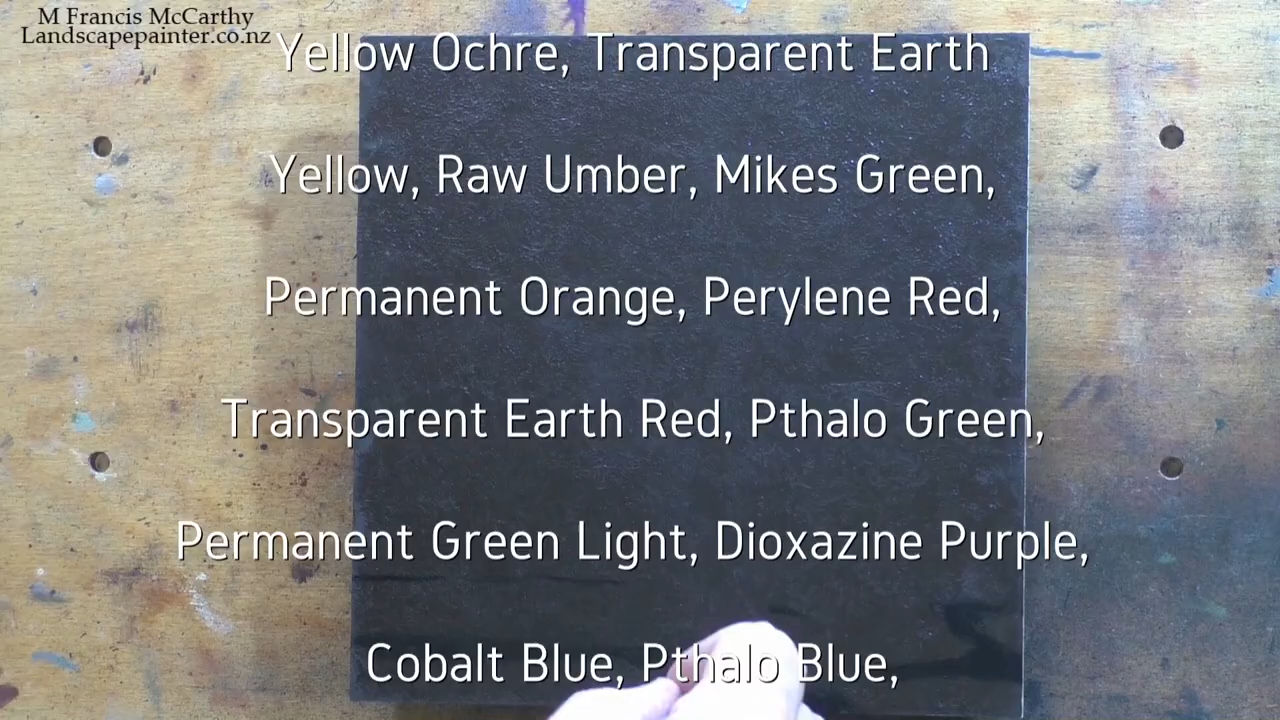 M Francis McCarthy
Landscapepainter.co.nz
Yellow Ochre, Transparent Earth
Yellow, Raw Umber, Mikes Green,
Permanent Orange, Perylene Red,
Transparent Earth Red, Pthalo Green,
Permanent Green Light, Dioxazine Purple,
Cobalt Blue, Pthalo Blue,